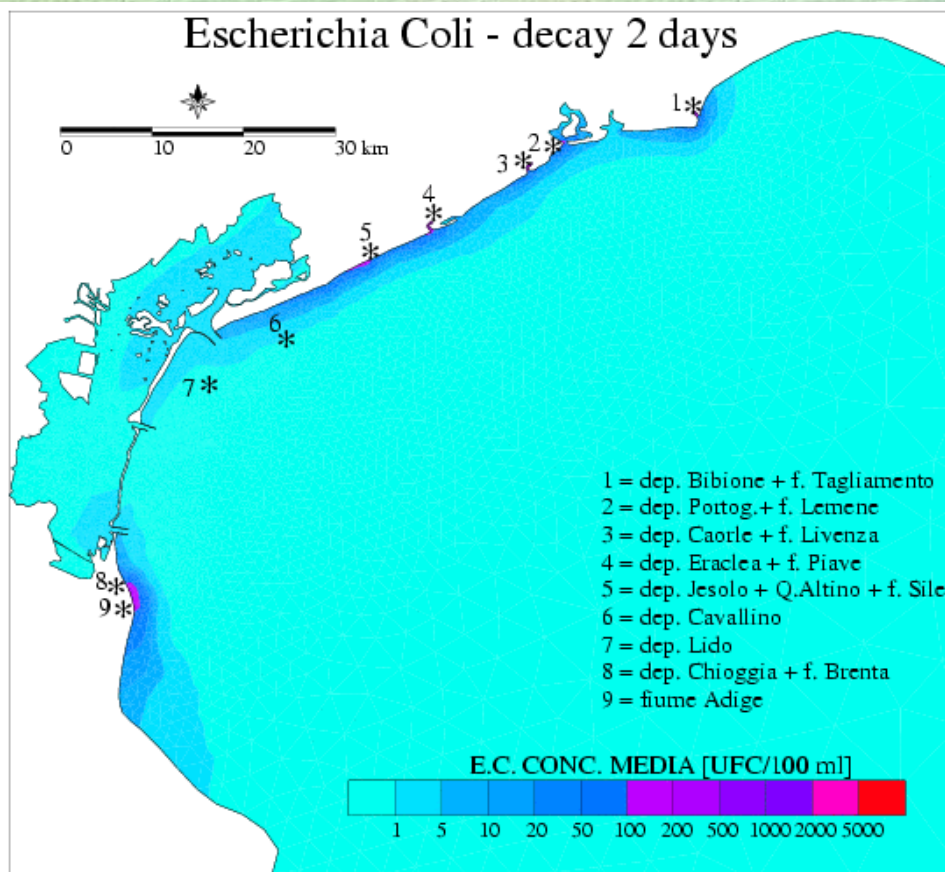 Escherichia Coli - decay 2 days
0 10 20 30 km
1
2
3
4
5
6
7
8
9
1 = dep. Bibione + f. Tagliamento
2 = dep. Portog.+ f. Lemene
3 = dep. Caorle + f. Livenza
4 = dep. Eraclea + f. Piave
5 = dep. Jesolo + Q.Altino + f. Sile
6 = dep. Cavallino
7 = dep. Lido
8 = dep. Chioggia + f. Brenta
9 = fiume Adige
E.C. CONC. MEDIA [UFC/100 ml]
1 5 10 20 50 100 200 500 1000 2000 5000